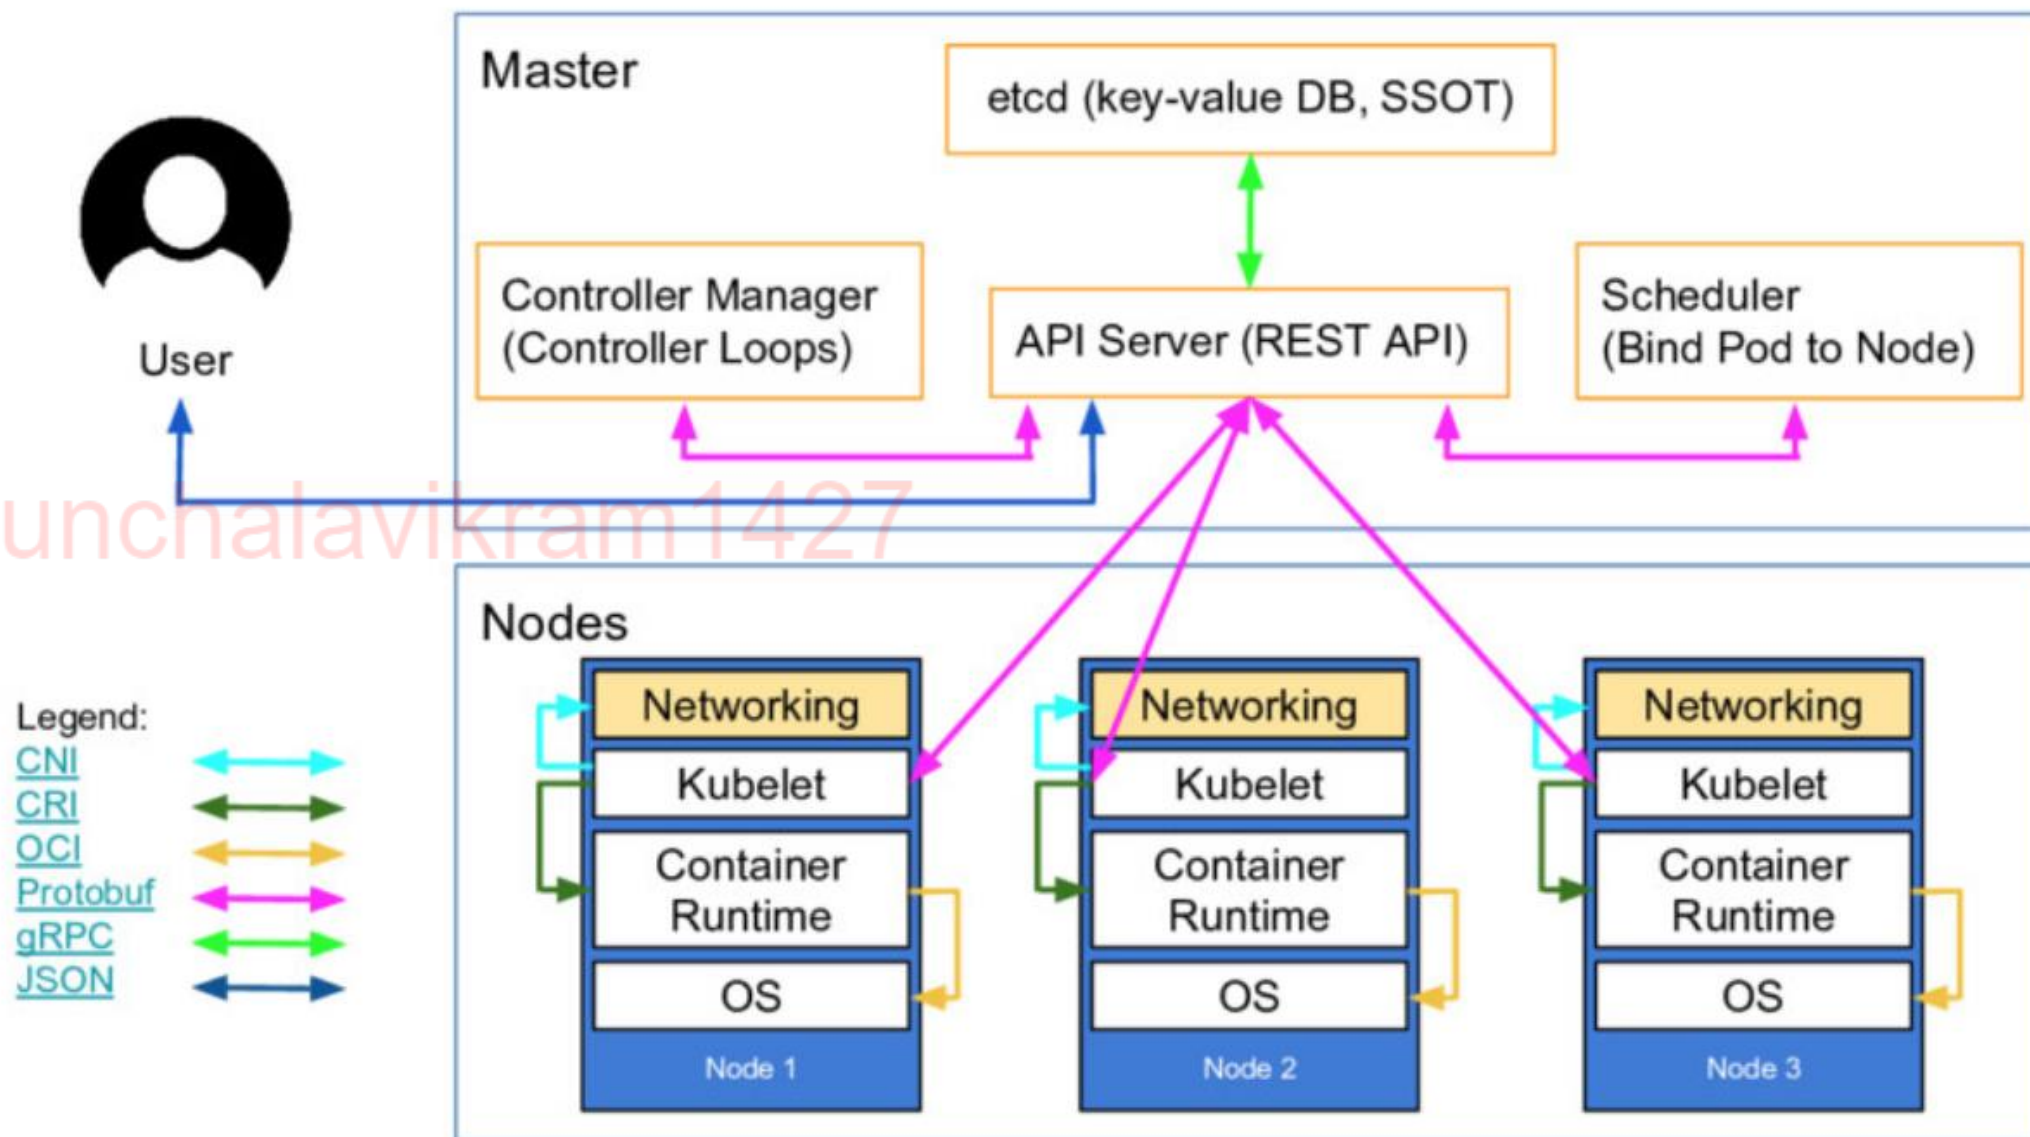 Master
etcd (key-value DB, SSOT)
Controller Manager
(Controller Loops)
API Server (REST API)
Scheduler
(Bind Pod to Node)
User
unchalavikram1427
Nodes
Networking
Kubelet
Container
Runtime
OS
Node 1
Networking
Kubelet
Container
Runtime
OS
Node 2
Networking
Kubelet
Container
Runtime
OS
Node 3
Legend:
CNI
CRI
OCI
Protobuf
gRPC
JSON